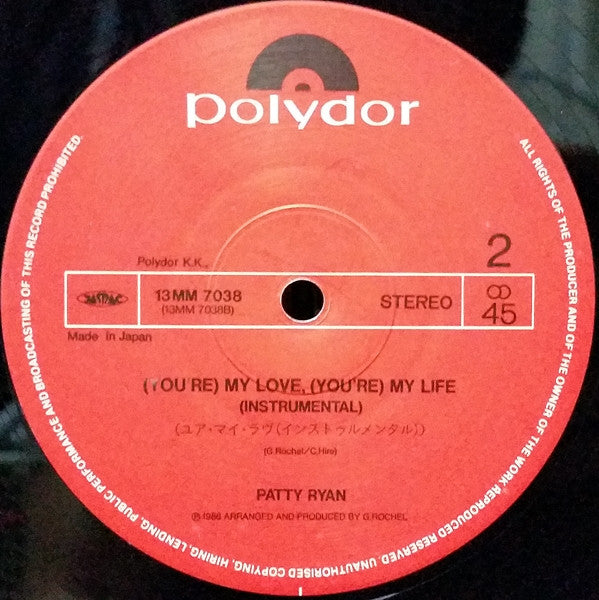 polydor
ALL RIGHTS OF THE PRODUCER AND OF THE OWNER OF THE WORK REPRODUCED RESERVED. UNAUTHORISED COPYING, HIRING, LENDING, PUBLIC PERFORMANCE AND BROADCASTING OF THIS RECORD PROHIBITED.
Polydor K.K.
2
JASRAC
13MM 7038
(13MM 7038B)
STEREO
45
Made in Japan
(YOU'RE) MY LOVE, (YOU'RE) MY LIFE
(INSTRUMENTAL)
(ユア・マイ・ラヴ〈インストゥルメンタル〉)
(G.Rochel/C.Hiro)
PATTY RYAN
Ⓟ1986 ARRANGED AND PRODUCED BY G.ROCHEL